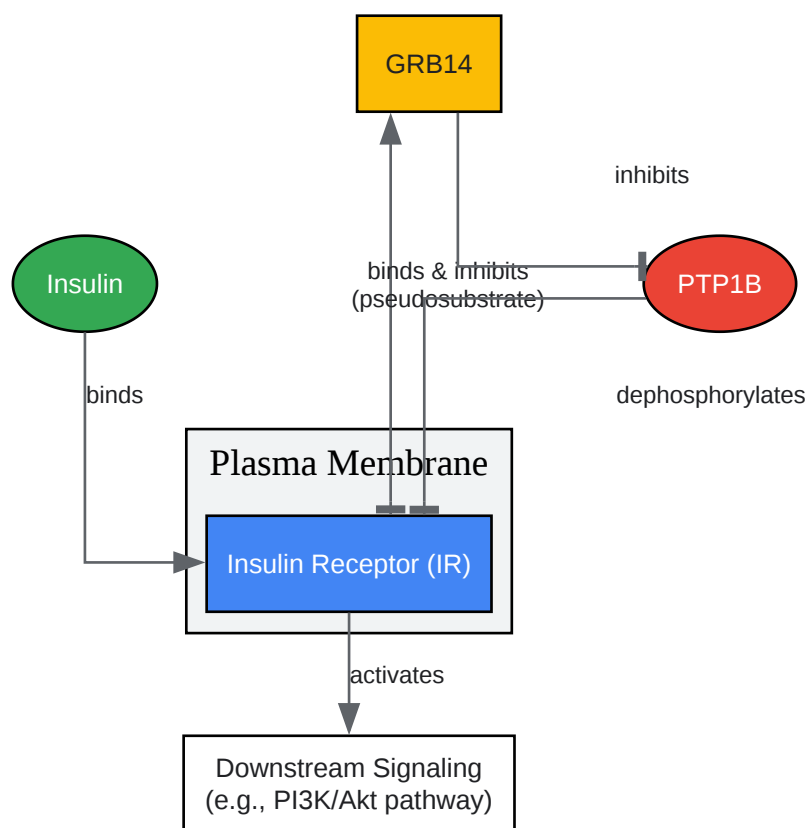 GRB14
inhibits
Insulin
binds & inhibits
(pseudosubstrate)
PTP1B
binds
dephosphorylates
Plasma Membrane
Insulin Receptor (IR)
activates
Downstream Signaling
(e.g., PI3K/Akt pathway)